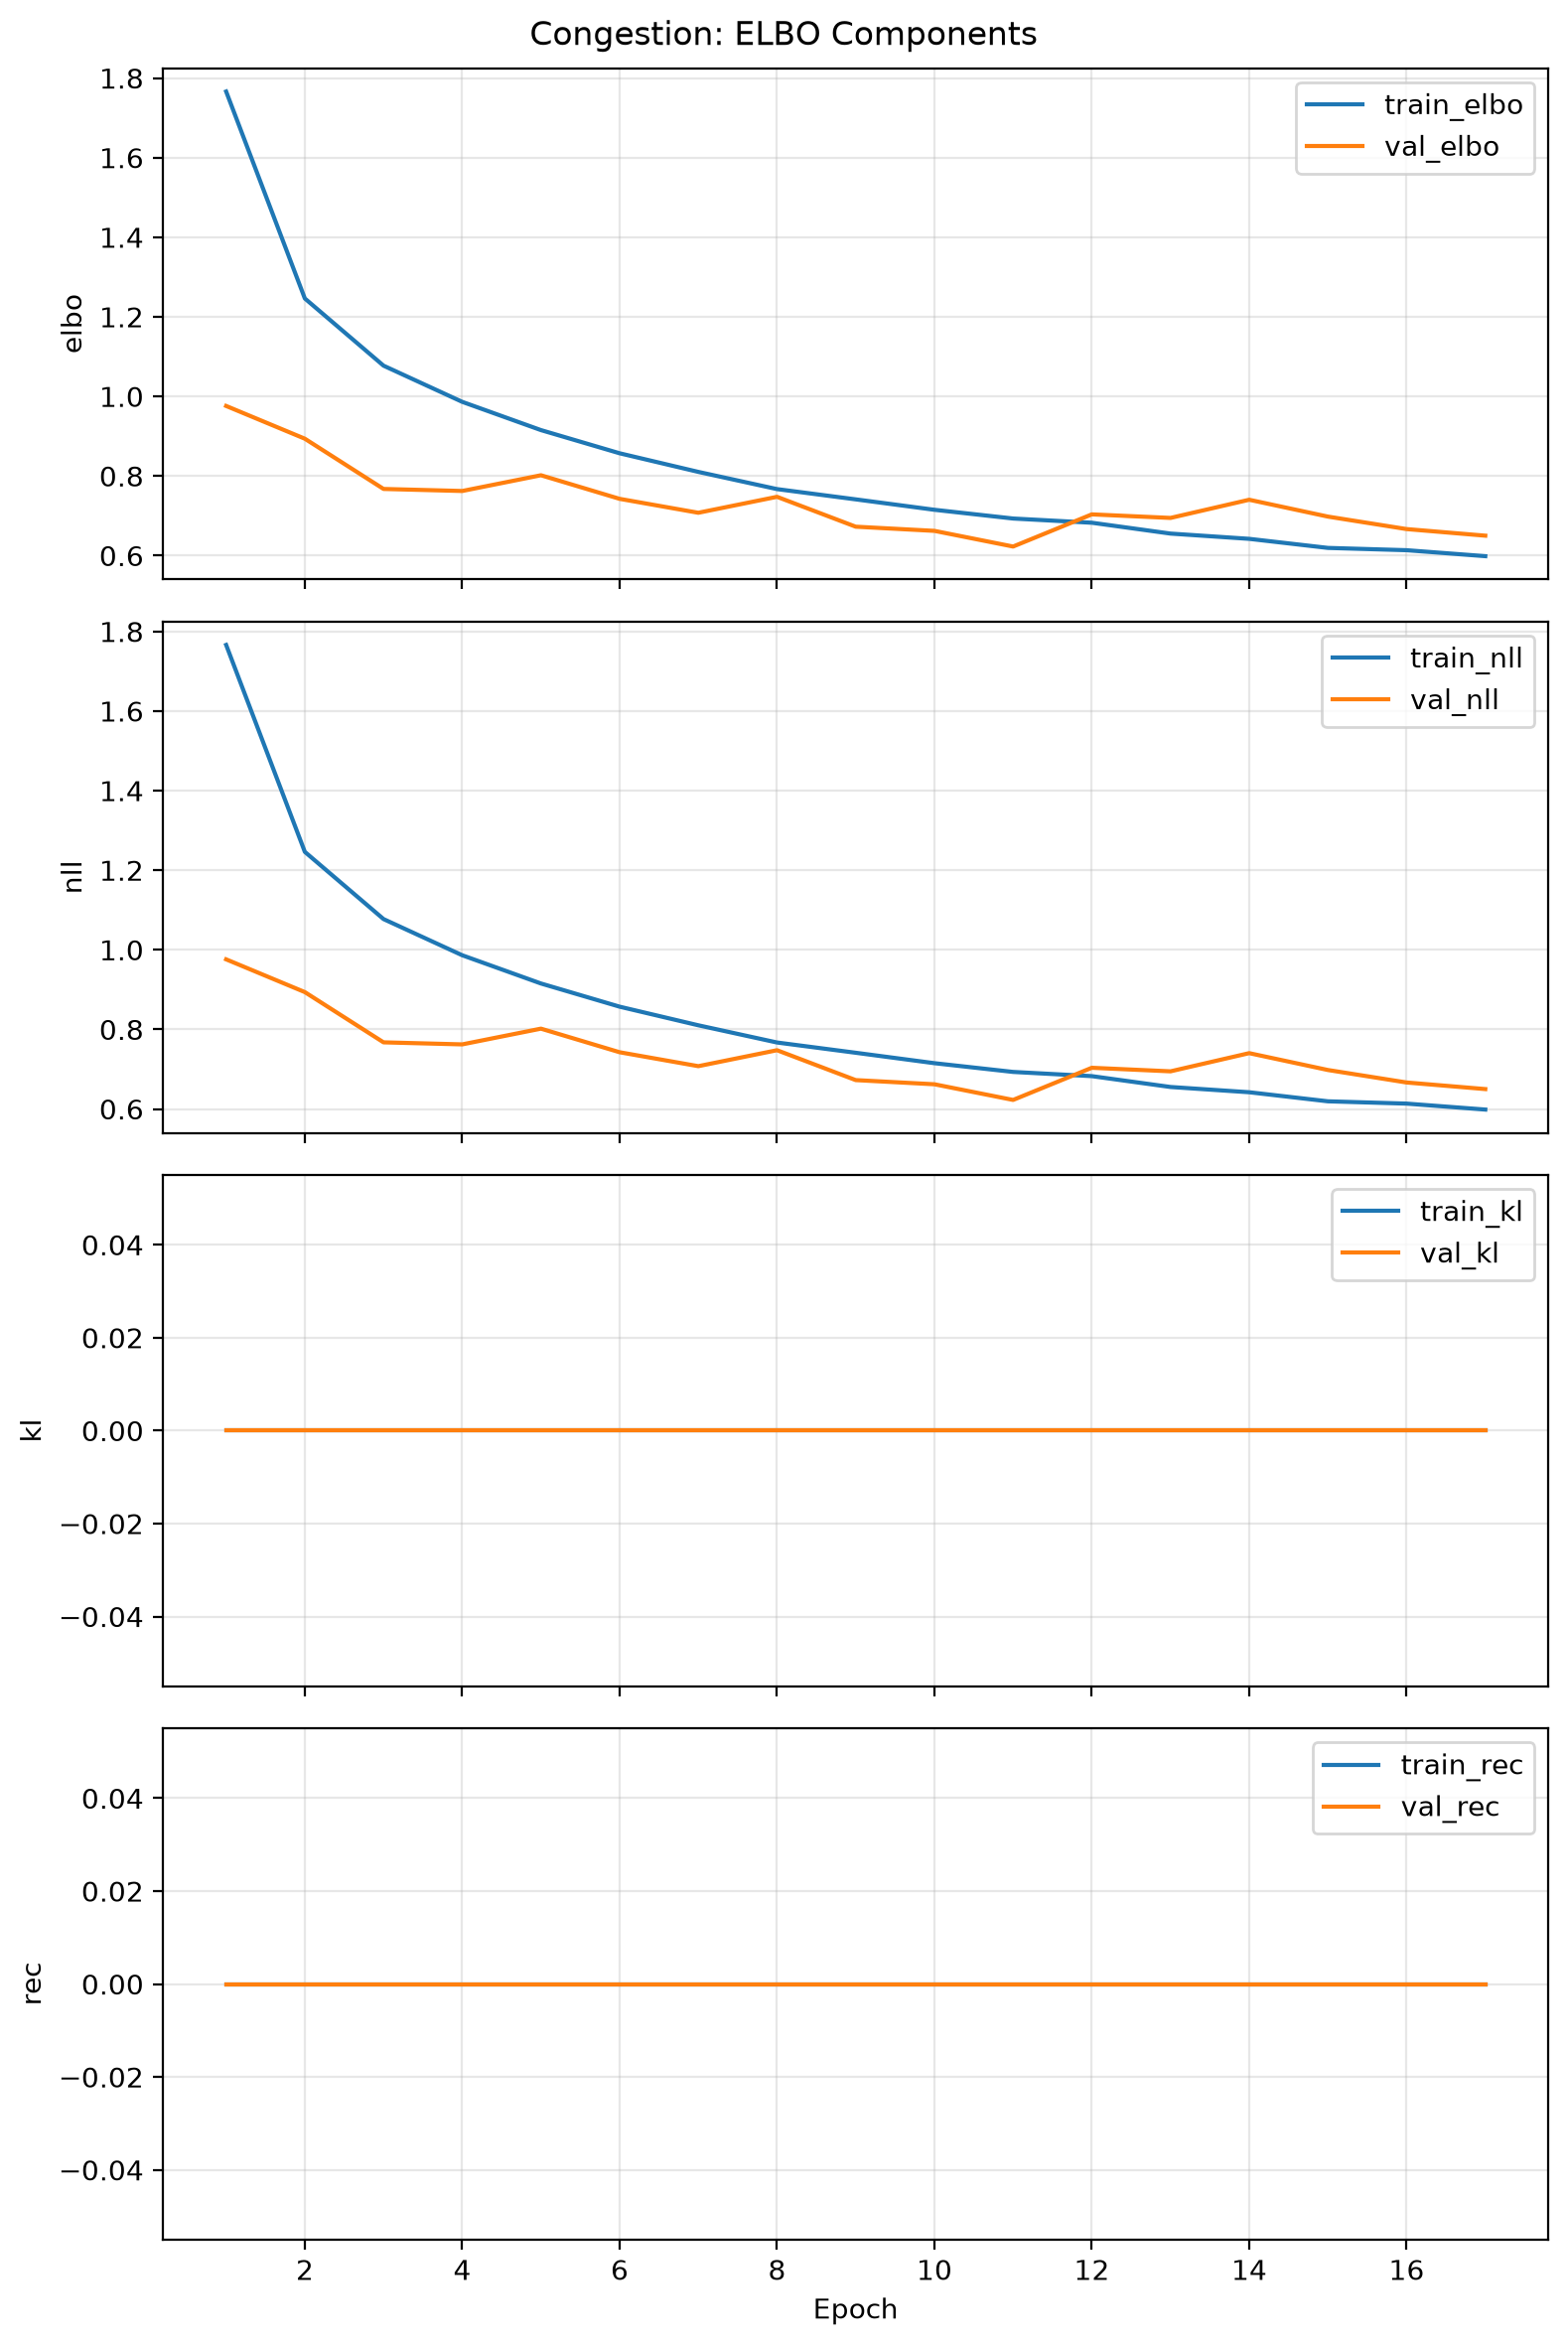 Congestion: ELBO Components
1.8
1.6
1.4
1.2
1.0
0.8
0.6
elbo
train_elbo
val_elbo
1.8
1.6
1.4
1.2
1.0
0.8
0.6
nll
train_nll
val_nll
0.04
0.02
0.00
−0.02
−0.04
kl
train_kl
val_kl
0.04
0.02
0.00
−0.02
−0.04
rec
train_rec
val_rec
2 4 6 8 10 12 14 16
Epoch